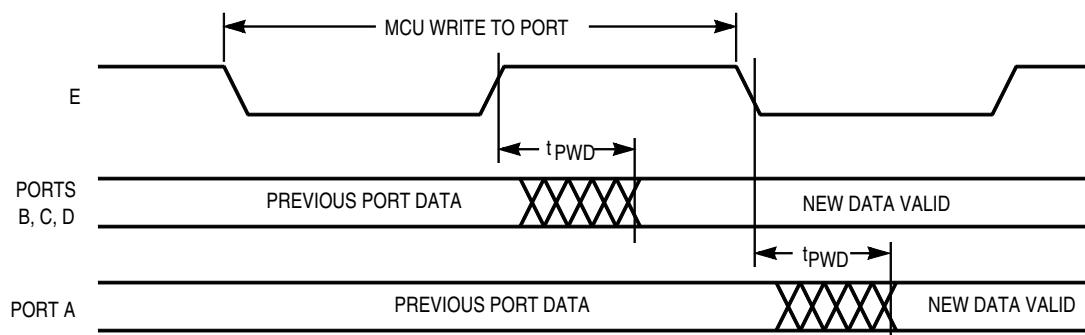 MCU WRITE TO PORT
E
tPWD
PORTS
B, C, D
PREVIOUS PORT DATA
NEW DATA VALID
tPWD
PORT A
PREVIOUS PORT DATA
NEW DATA VALID